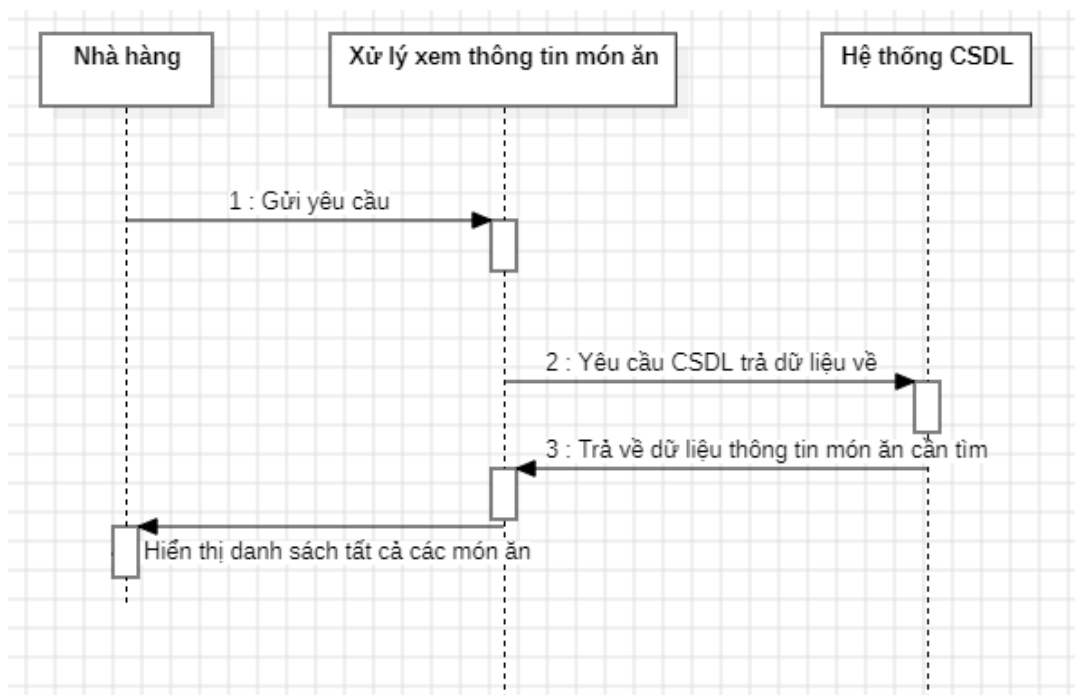 Nhà hàng
Xử lý xem thông tin món ăn
Hệ thống CSDL
1 : Gửi yêu cầu
2 : Yêu cầu CSDL trả dữ liệu về
3 : Trả về dữ liệu thông tin món ăn cần tìm
Hiển thị danh sách tất cả các món ăn